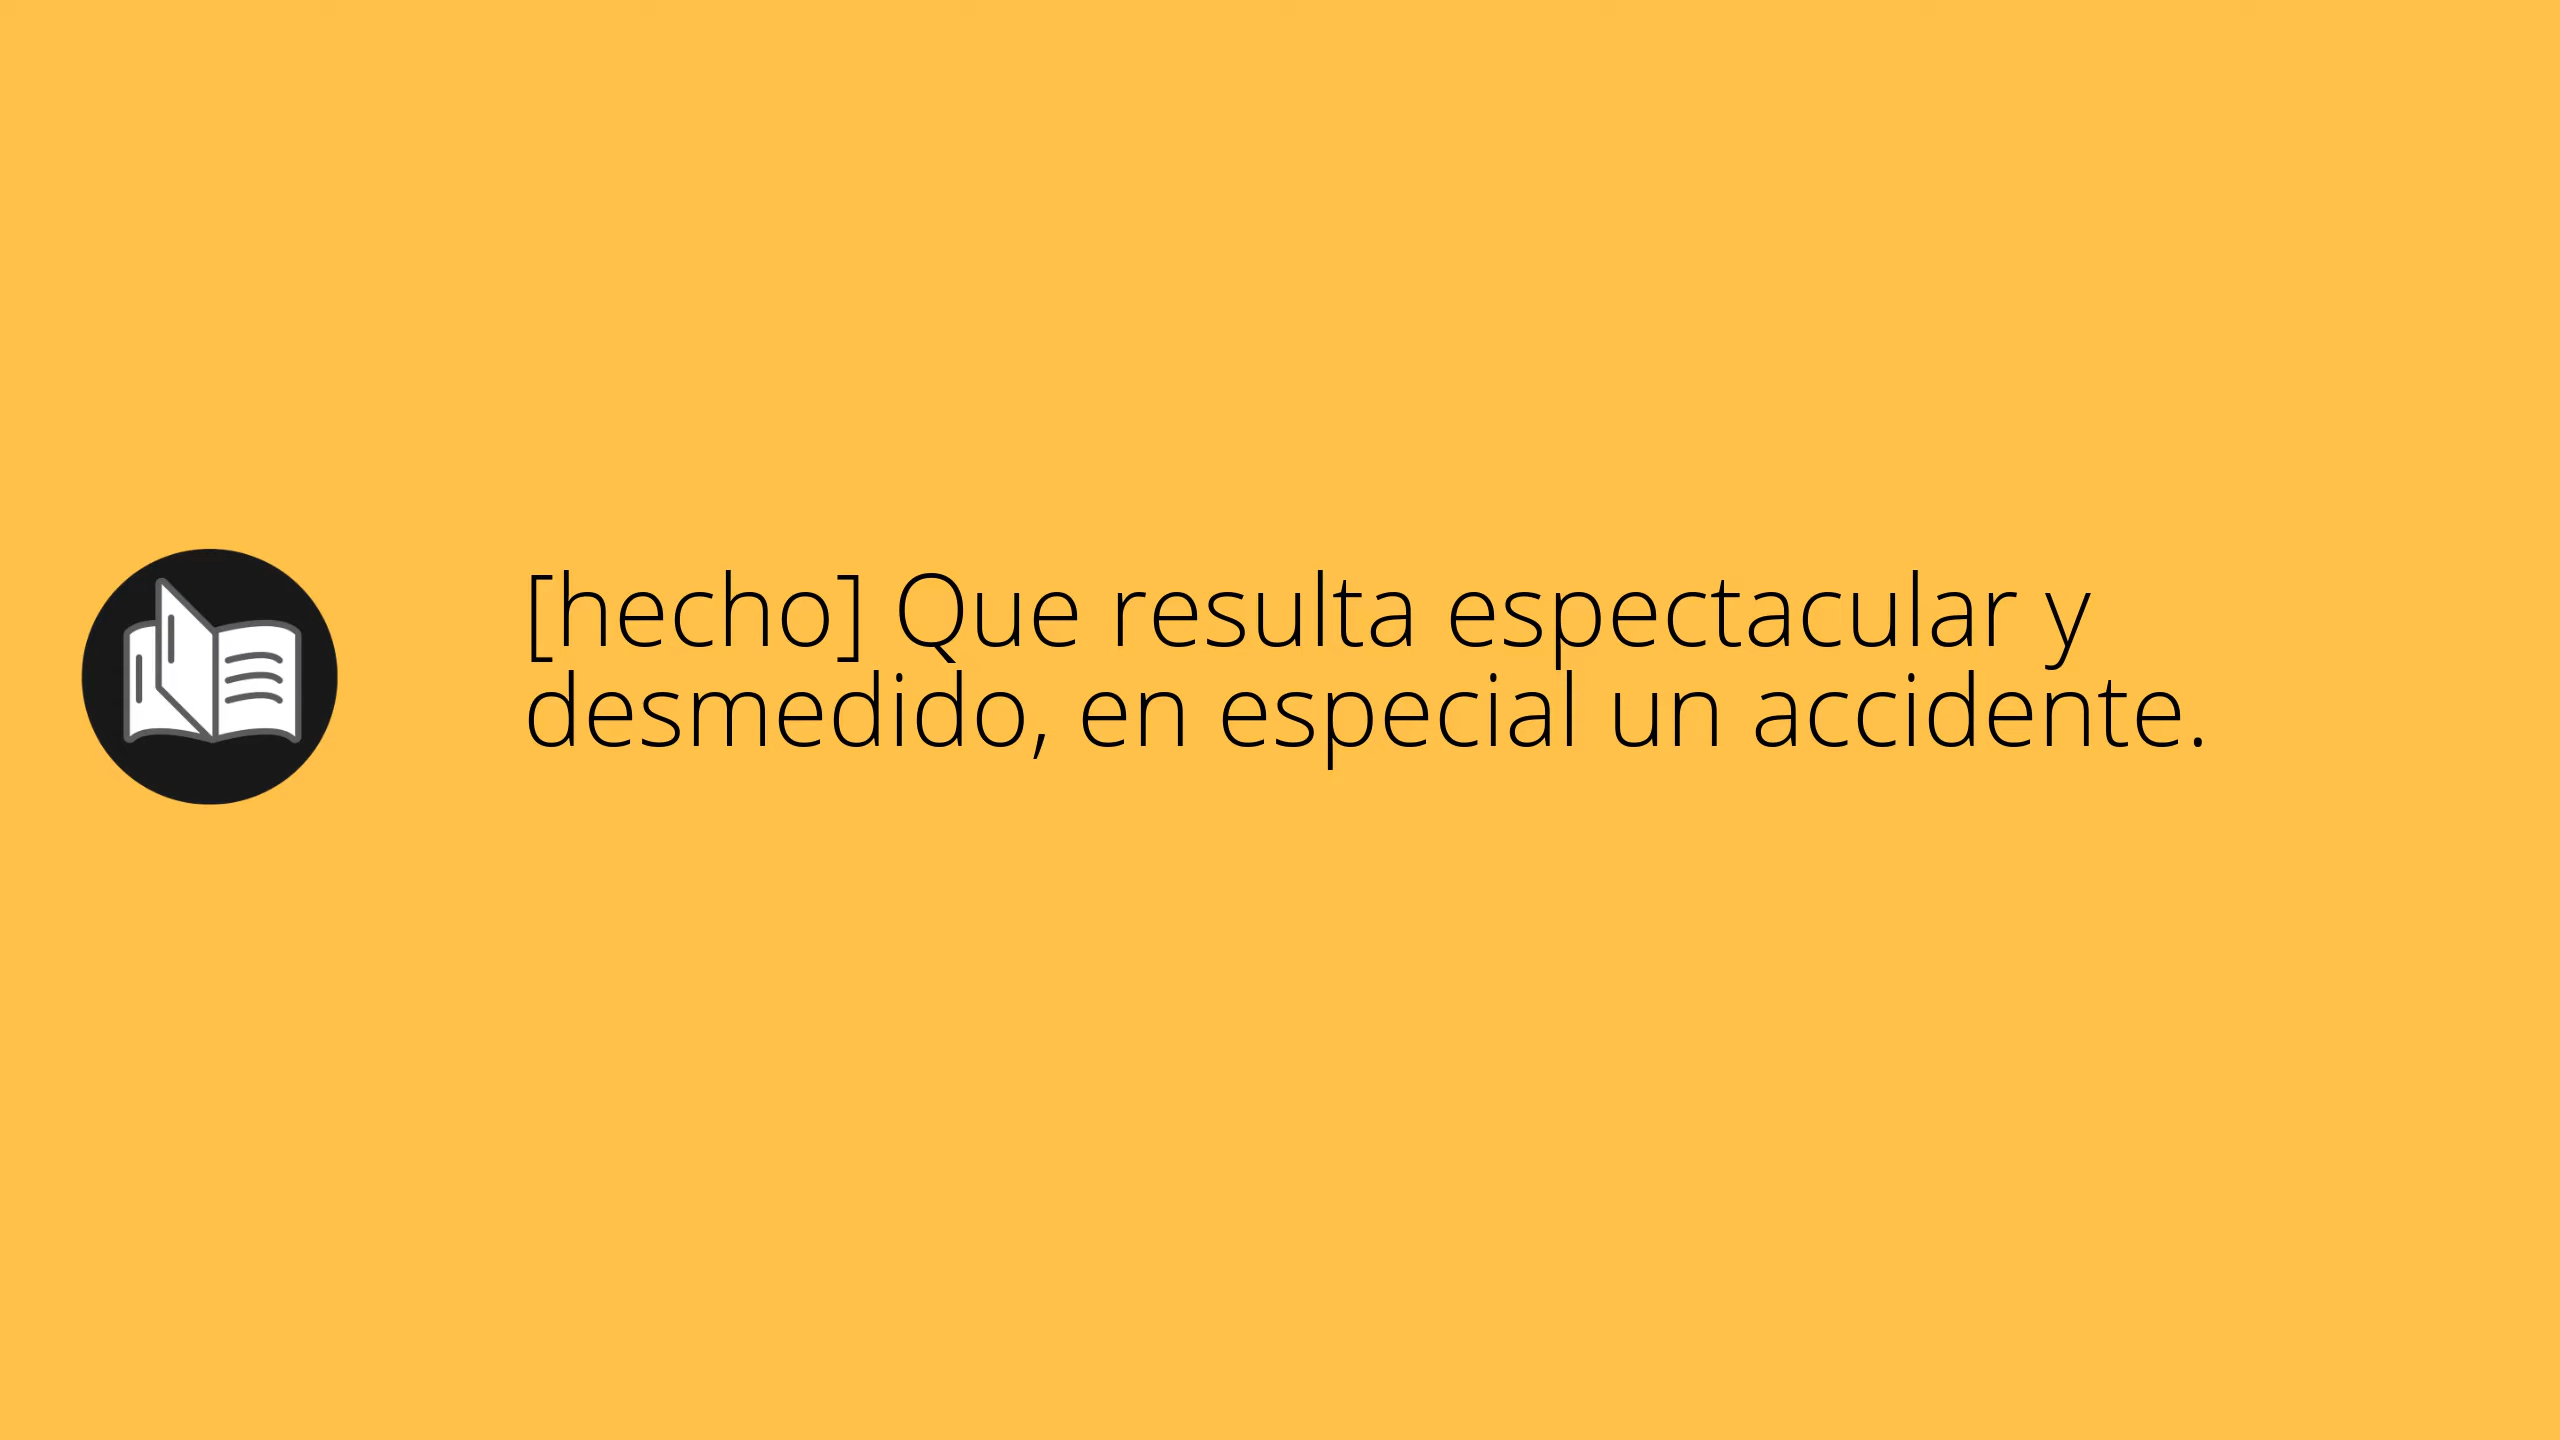 [hecho] Que resulta espectacular y
desmedido, en especial un accidente.